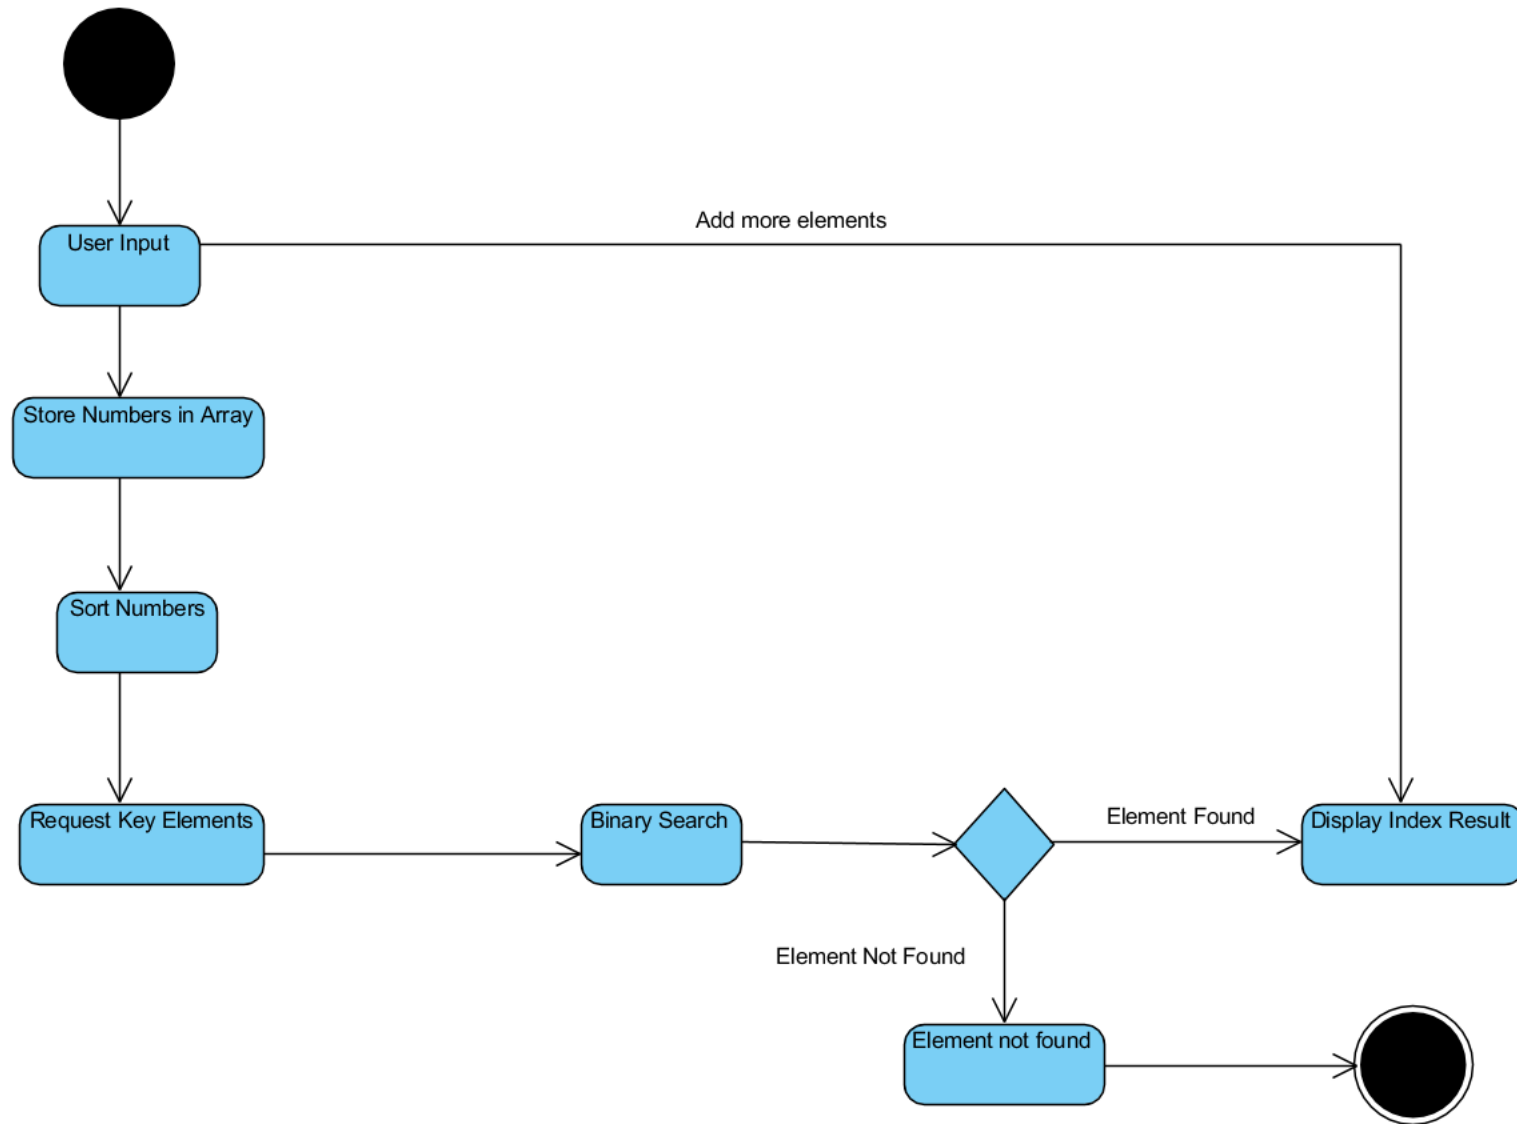 Add more elements
User Input
Store Numbers in Array
Sort Numbers
Request Key Elements
Binary Search
Element Found
Display Index Result
Element Not Found
Element not found